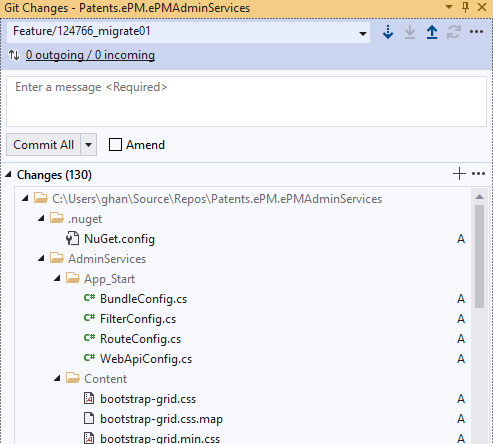 Git Changes - Patents.ePM.ePMAdminServices
Feature/124766_migrate01
0 outgoing / 0 incoming
Enter a message <Required>
Commit All
Amend
Changes (130)
C:\Users\ghan\Source\Repos\Patents.ePM.ePMAdminServices
.nuget
NuGet.config A
AdminServices
App_Start
C# BundleConfig.cs A
C# FilterConfig.cs A
C# RouteConfig.cs A
C# WebApiConfig.cs A
Content
bootstrap-grid.css A
bootstrap-grid.css.map A
bootstrap-grid.min.css A